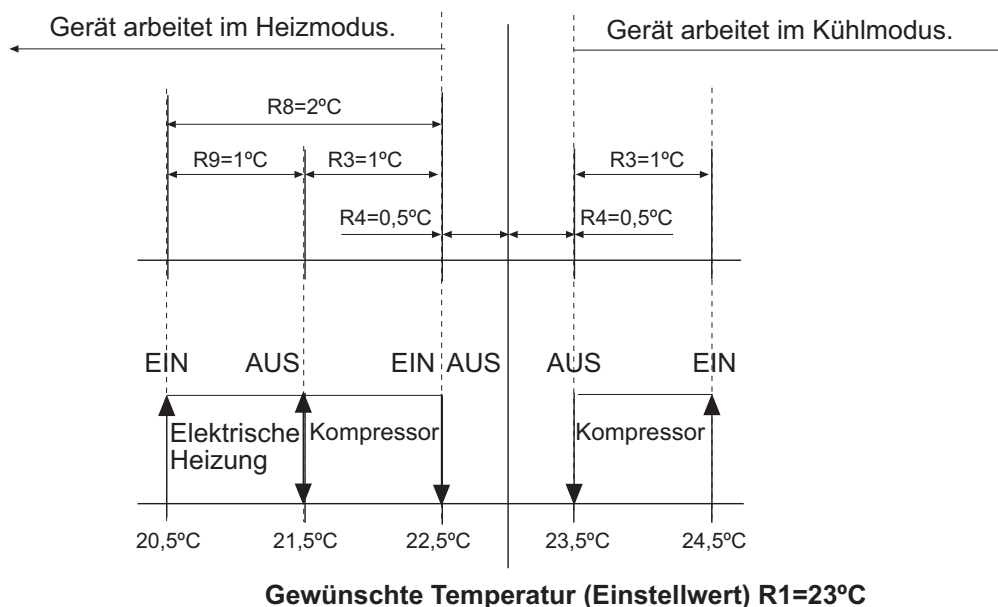 Gerät arbeitet im Heizmodus. Gerät arbeitet im Kühlmodus.
R8=2ºC
R9=1ºC R3=1ºC R3=1ºC
R4=0,5ºC R4=0,5ºC
EIN AUS EIN AUS AUS EIN
Elektrische Kompressor Kompressor
Heizung
20,5ºC 21,5ºC 22,5ºC 23,5ºC 24,5ºC
Gewünschte Temperatur (Einstellwert) R1=23ºC